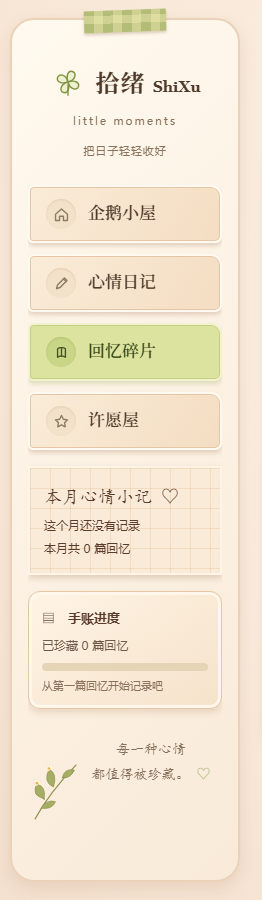 拾绪 ShiXu
little moments
把日子轻轻收好
企鹅小屋
心情日记
回忆碎片
许愿屋
本月心情小记 ♡
这个月还没有记录
本月共 0 篇回忆
手账进度
已珍藏 0 篇回忆
从第一篇回忆开始记录吧
每一种心情
都值得被珍藏。 ♡